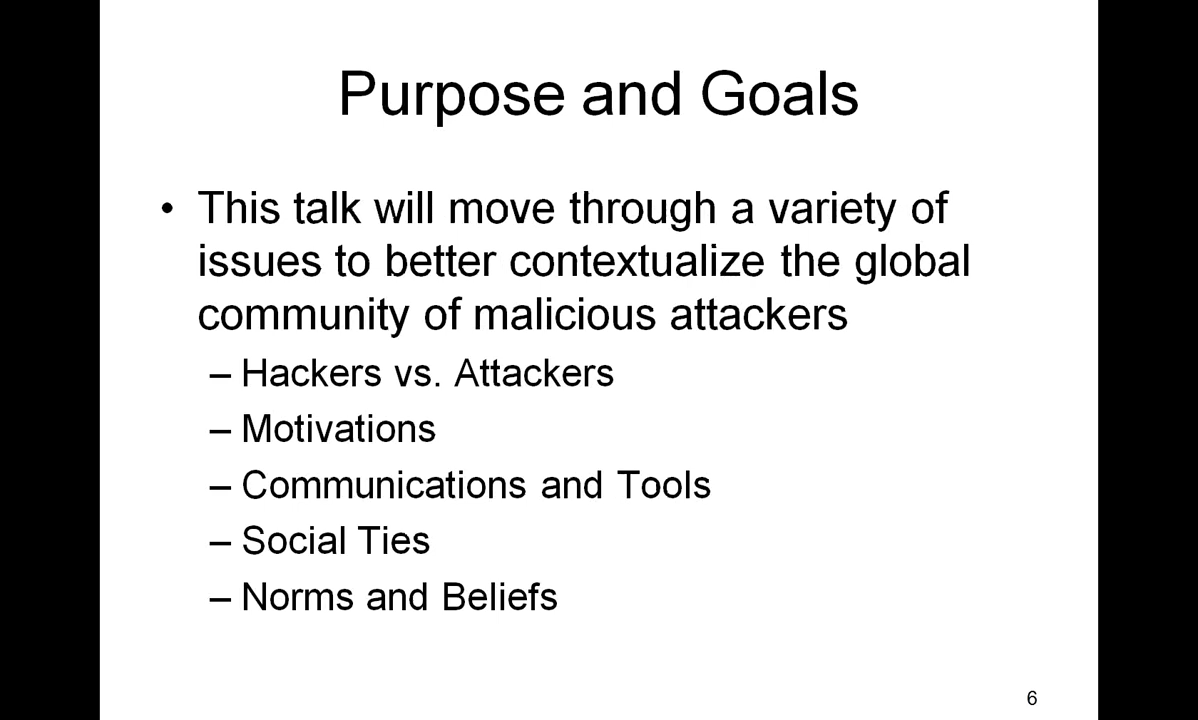 Purpose and Goals
• This talk will move through a variety of
issues to better contextualize the global
community of malicious attackers
– Hackers vs. Attackers
– Motivations
– Communications and Tools
– Social Ties
– Norms and Beliefs
6